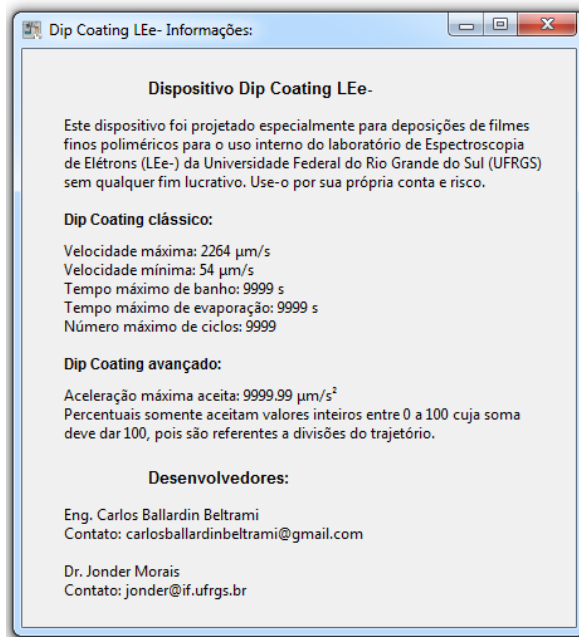 Dip Coating LEe- Informações:
Dispositivo Dip Coating LEe-
Este dispositivo foi projetado especialmente para deposições de filmes
finos poliméricos para o uso interno do laboratório de Espectroscopia
de Elétrons (LEe-) da Universidade Federal do Rio Grande do Sul (UFRGS)
sem qualquer fim lucrativo. Use-o por sua própria conta e risco.
Dip Coating clássico:
Velocidade máxima: 2264 µm/s
Velocidade mínima: 54 µm/s
Tempo máximo de banho: 9999 s
Tempo máximo de evaporação: 9999 s
Número máximo de ciclos: 9999
Dip Coating avançado:
Aceleração máxima aceita: 9999.99 µm/s²
Percentuais somente aceitam valores inteiros entre 0 a 100 cuja soma
deve dar 100, pois são referentes a divisões do trajetório.
Desenvolvedores:
Eng. Carlos Ballardin Beltrami
Contato: carlosballardinbeltrami@gmail.com
Dr. Jonder Morais
Contato: jonder@if.ufrgs.br